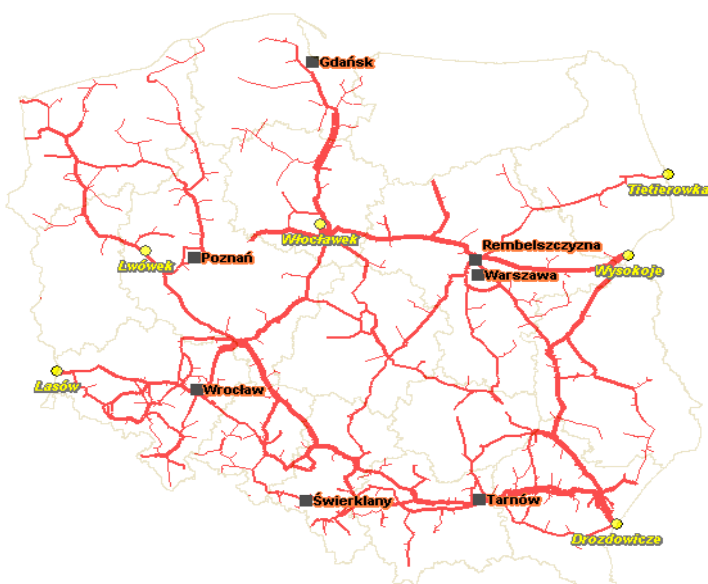 Gdańsk
Tietierowka
Włocławek
Rembelszczyzna
Lwówek
Poznań
Wysokoje
Warszawa
Lasów
Wrocław
Świerklany
Tarnów
Drozdowicze